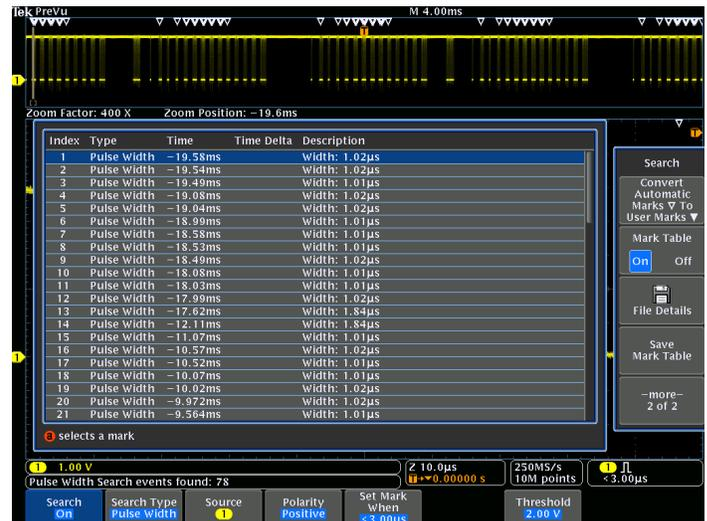 Tek PreVu M 4.00ms
T
1
Zoom Factor: 400 X Zoom Position: −19.6ms
T
Index Type Time Time Delta Description
1 Pulse Width −19.58ms Width: 1.02µs
2 Pulse Width −19.54ms Width: 1.02µs
3 Pulse Width −19.49ms Width: 1.01µs
4 Pulse Width −19.08ms Width: 1.02µs
5 Pulse Width −19.04ms Width: 1.02µs
6 Pulse Width −18.99ms Width: 1.01µs
7 Pulse Width −18.58ms Width: 1.01µs
8 Pulse Width −18.53ms Width: 1.01µs
9 Pulse Width −18.49ms Width: 1.02µs
10 Pulse Width −18.08ms Width: 1.01µs
11 Pulse Width −18.03ms Width: 1.01µs
12 Pulse Width −17.99ms Width: 1.02µs
13 Pulse Width −17.62ms Width: 1.84µs
14 Pulse Width −12.11ms Width: 1.84µs
15 Pulse Width −11.07ms Width: 1.01µs
16 Pulse Width −10.57ms Width: 1.02µs
17 Pulse Width −10.52ms Width: 1.01µs
18 Pulse Width −10.07ms Width: 1.01µs
19 Pulse Width −10.02ms Width: 1.02µs
20 Pulse Width −9.972ms Width: 1.02µs
21 Pulse Width −9.564ms Width: 1.01µs
a selects a mark
1
Search
Convert
Automatic
Marks ▽ To
User Marks ▼
Mark Table
On Off
File Details
Save
Mark Table
−more−
2 of 2
1 1.00 V
Z 10.0µs
T→▼0.00000 s
250MS/s
10M points
1
<3.00µs
Pulse Width Search events found: 78
Search
On
Search Type
Pulse Width
Source
1
Polarity
Positive
Set Mark
When
<3.00µs
Threshold
2.00 V